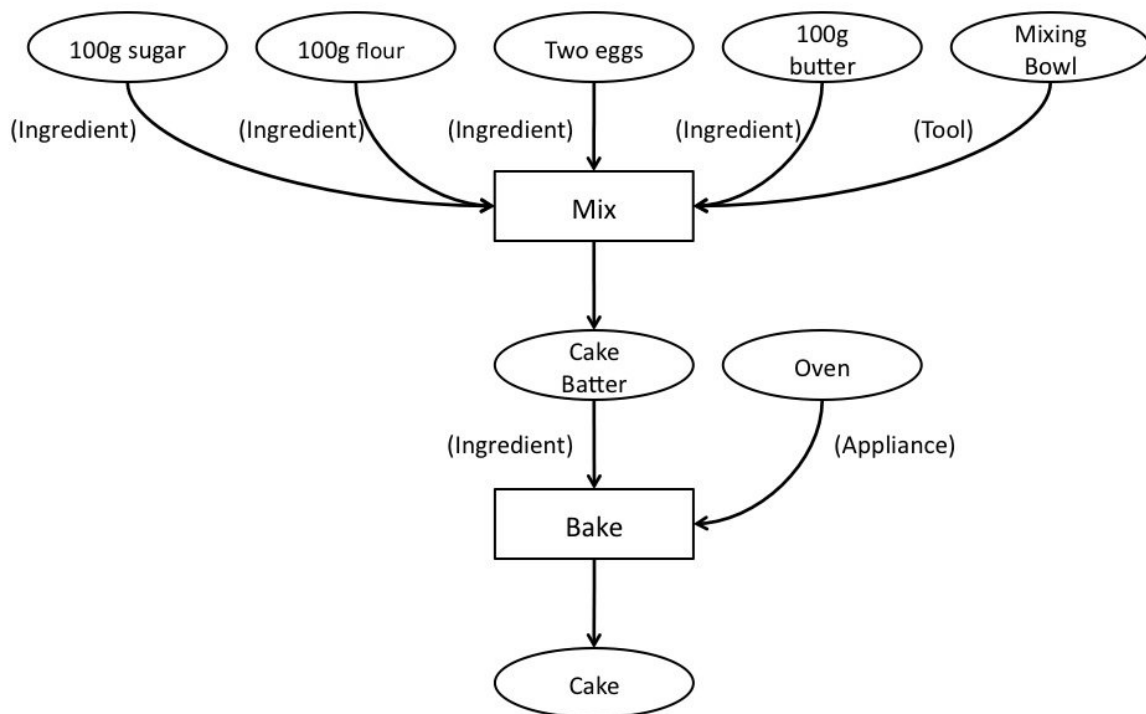 100g sugar
100g flour
Two eggs
100g
butter
Mixing
Bowl
(Ingredient)
(Ingredient)
(Ingredient)
(Ingredient)
(Tool)
Mix
Cake
Batter
Oven
(Ingredient)
(Appliance)
Bake
Cake